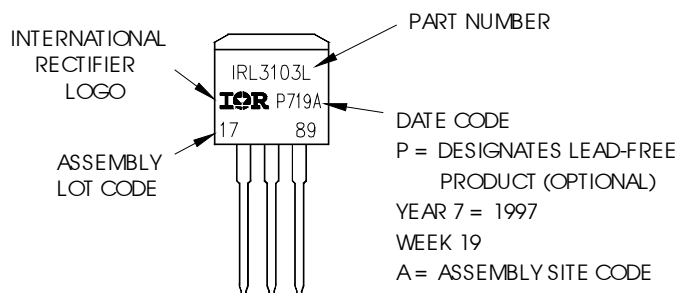 INTERNATIONAL
RECTIFIER
LOGO
ASSEMBLY
LOT CODE
IRL3103L
IOR P719A
17 89
PART NUMBER
DATE CODE
P = DESIGNATES LEAD-FREE
PRODUCT (OPTIONAL)
YEAR 7 = 1997
WEEK 19
A = ASSEMBLY SITE CODE